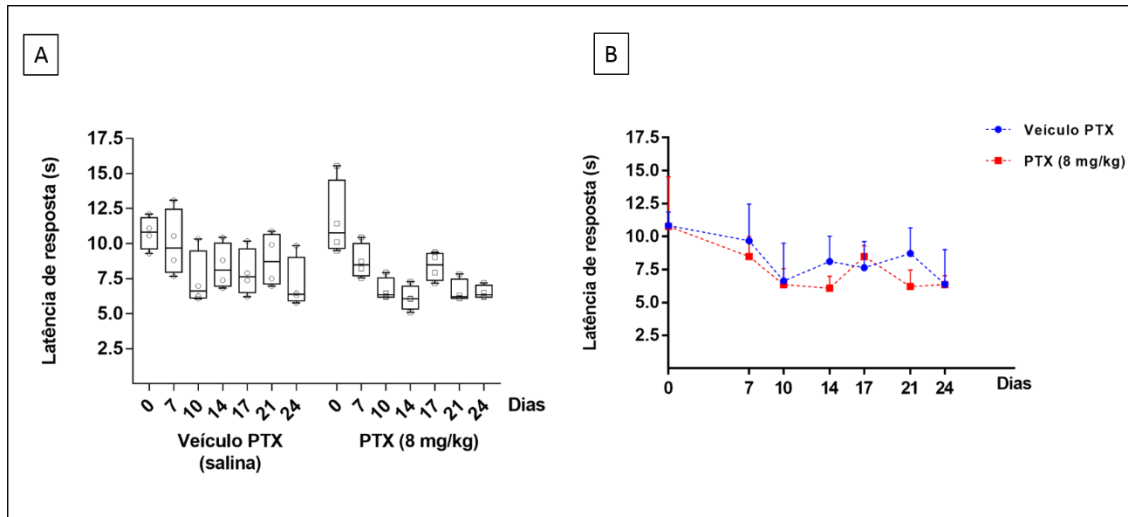 A
Latência de resposta (s)
17.5
15.0
12.5
10.0
7.5
5.0
2.5
0 7 10 14 17 21 24 0 7 10 14 17 21 24 Dias
Veículo PTX PTX (8 mg/kg)
(salina)
B
Veiculo PTX
PTX (8 mg/kg)
Latência de resposta (s)
17.5
15.0
12.5
10.0
7.5
5.0
2.5
0 7 10 14 17 21 24 Dias